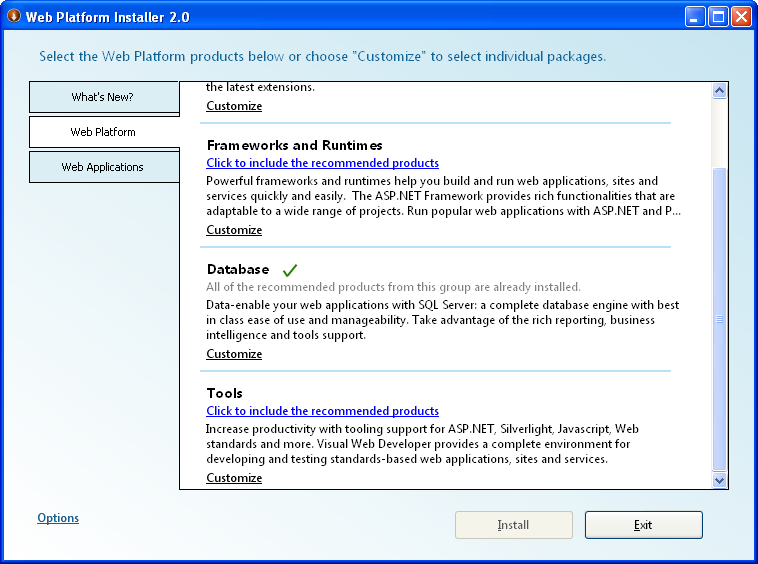 Web Platform Installer 2.0
Select the Web Platform products below or choose "Customize" to select individual packages.
What's New?
Web Platform
Web Applications
the latest extensions.
Customize
Frameworks and Runtimes
Click to include the recommended products
Powerful frameworks and runtimes help you build and run web applications, sites and
services quickly and easily.  The ASP.NET Framework provides rich functionalities that are
adaptable to a wide range of projects. Run popular web applications with ASP.NET and P...
Customize
Database
All of the recommended products from this group are already installed.
Data-enable your web applications with SQL Server: a complete database engine with best
in class ease of use and manageability. Take advantage of the rich reporting, business
intelligence and tools support.
Customize
Tools
Click to include the recommended products
Increase productivity with tooling support for ASP.NET, Silverlight, Javascript, Web
standards and more. Visual Web Developer provides a complete environment for
developing and testing standards-based web applications, sites and services.
Customize
Options
Install
Exit